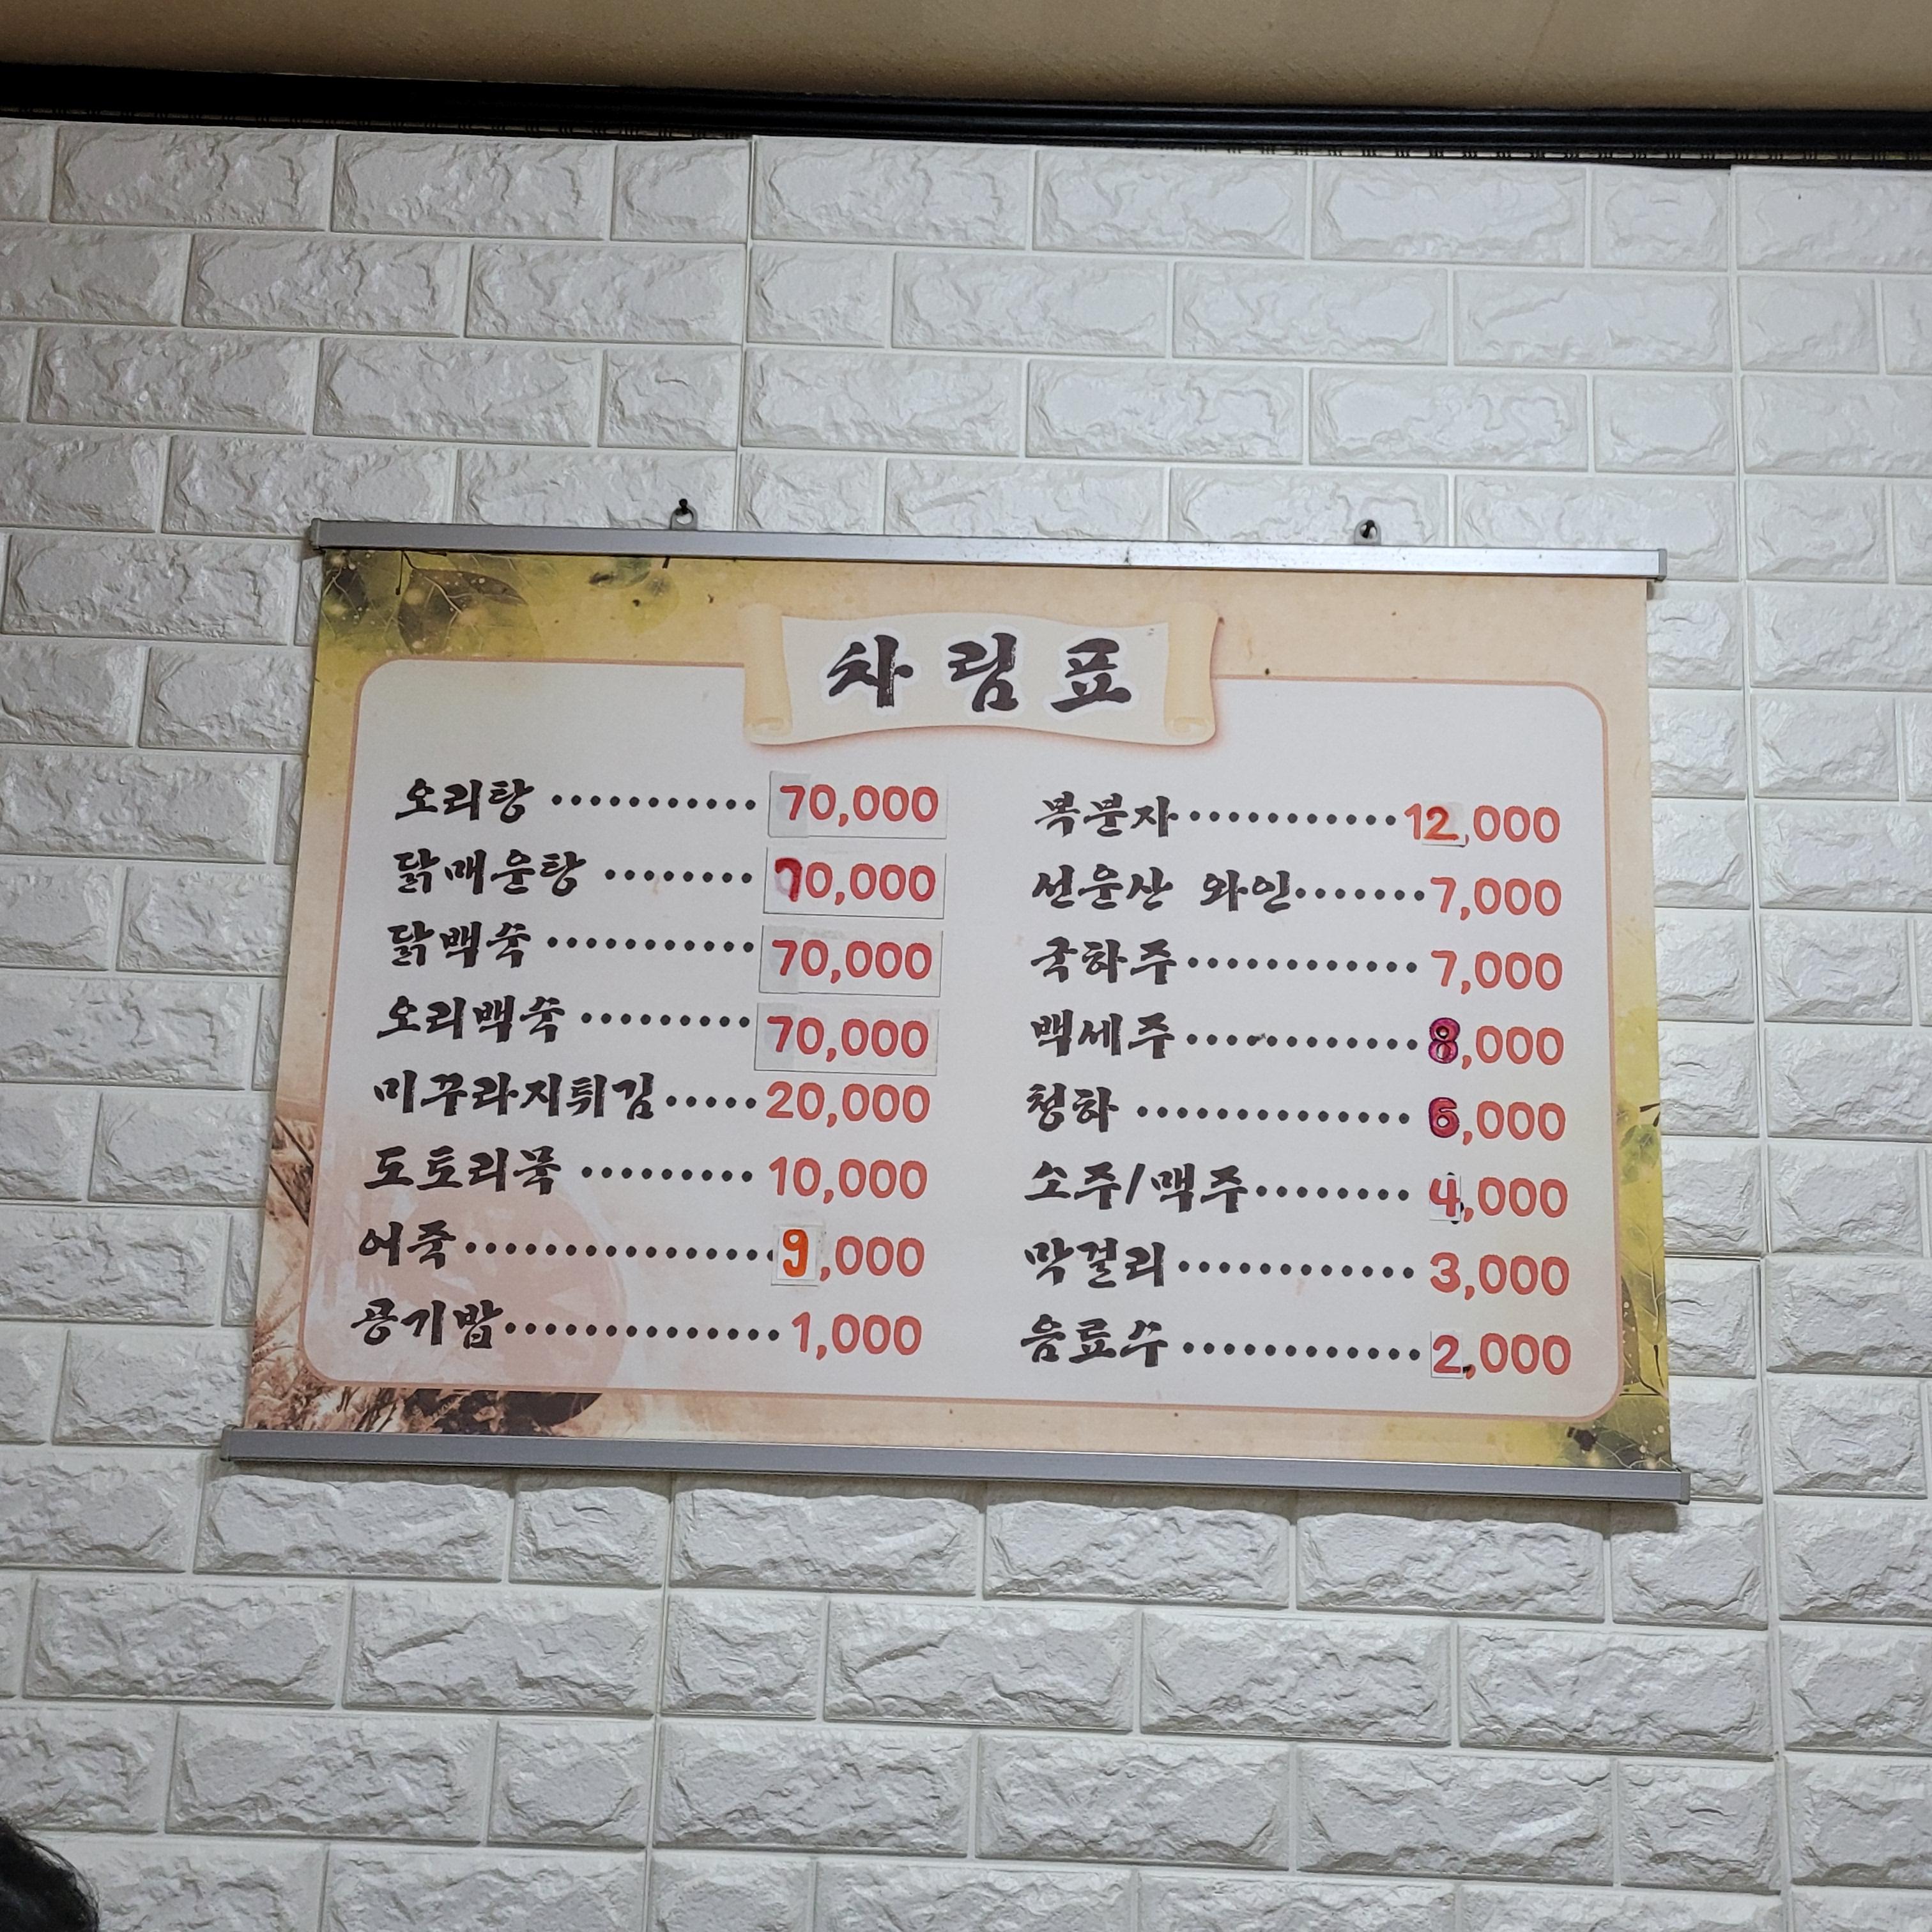 차림표
오리탕 ........... 70,000
닭매운탕 ........ 70,000
닭백숙 ........... 70,000
오리백숙 ......... 70,000
미꾸라지튀김 ..... 20,000
도토리묵 ......... 10,000
어죽 ................ 9,000
공기밥 .............. 1,000
복분자 ........... 12,000
선운산 와인 ....... 7,000
국하주 ............ 7,000
백세주 ............ 8,000
청하 .............. 6,000
소주/맥주 ........ 4,000
막걸리 ............ 3,000
음료수 ............ 2,000